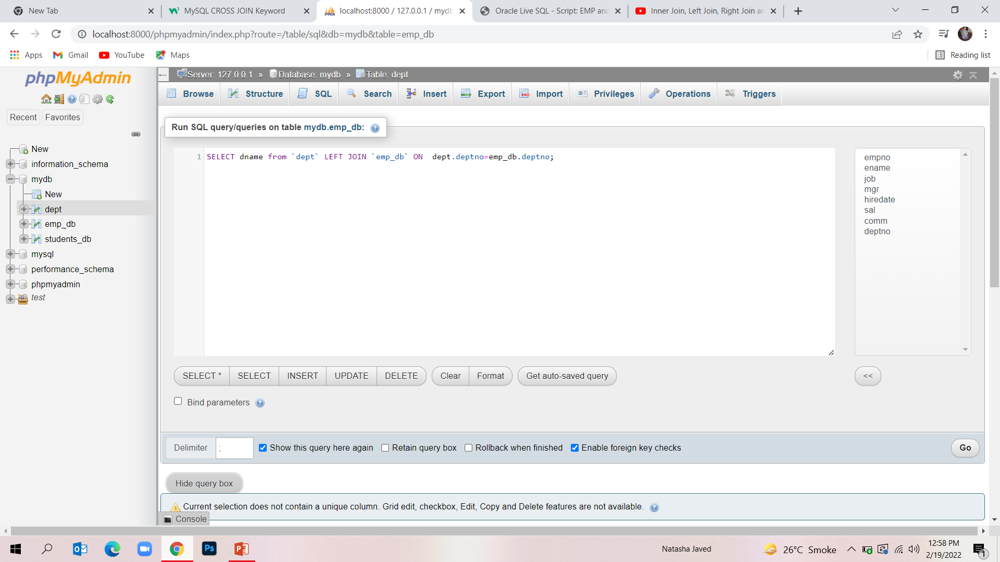 New Tab
MySQL CROSS JOIN Keyword
localhost:8000 / 127.0.0.1 / mydb
Oracle Live SQL - Script: EMP and
Inner Join, Left Join, Right Join an
localhost:8000/phpmyadmin/index.php?route=/table/sql&db=mydb&table=emp_db
Apps
Gmail
YouTube
Maps
Reading list
phpMyAdmin
Recent
Favorites
New
information_schema
mydb
New
dept
emp_db
students_db
mysql
performance_schema
phpmyadmin
test
Server: 127.0.0.1 » Database: mydb » Table: dept
Browse
Structure
SQL
Search
Insert
Export
Import
Privileges
Operations
Triggers
Run SQL query/queries on table mydb.emp_db:
1 SELECT dname from `dept` LEFT JOIN `emp_db` ON  dept.deptno=emp_db.deptno;
empno
ename
job
mgr
hiredate
sal
comm
deptno
SELECT *
SELECT
INSERT
UPDATE
DELETE
Clear
Format
Get auto-saved query
<<
Bind parameters
Delimiter ;
Show this query here again
Retain query box
Rollback when finished
Enable foreign key checks
Go
Hide query box
Current selection does not contain a unique column. Grid edit, checkbox, Edit, Copy and Delete features are not available.
Console
Natasha Javed
26°C Smoke
12:58 PM
2/19/2022
1